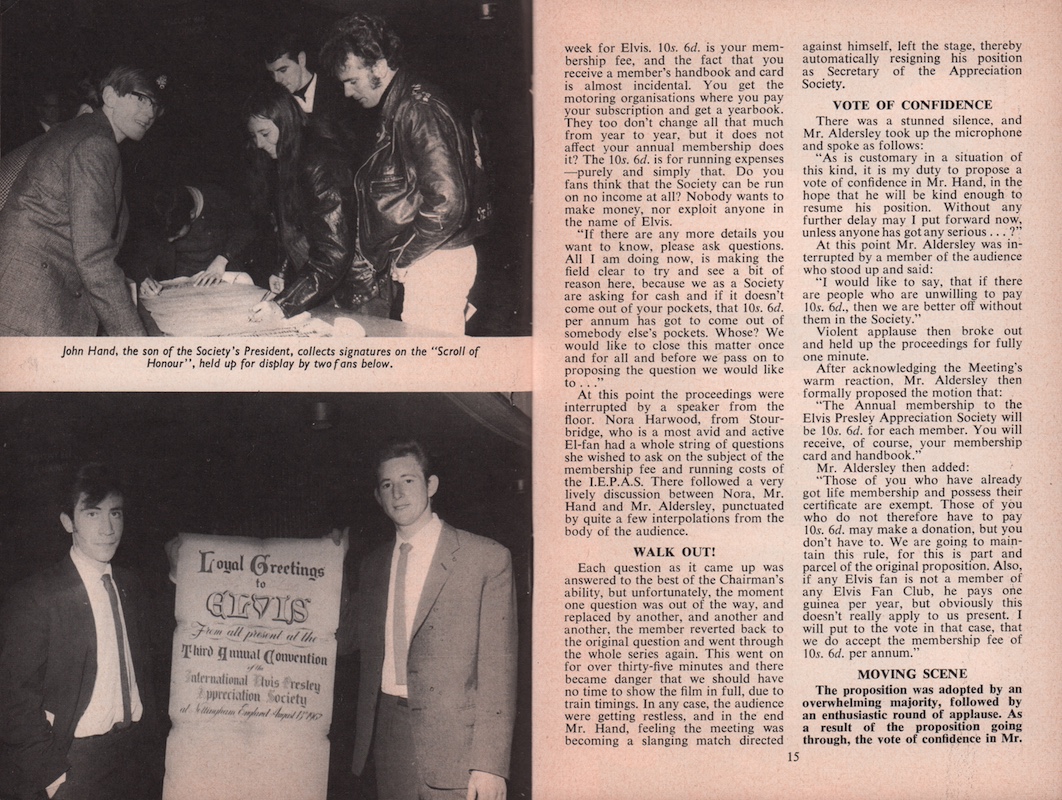 John Hand, the son of the Society's President, collects signatures on the "Scroll of
Honour", held up for display by two fans below.
Loyal Greetings
to
ELVIS
From all present at the
Third Annual Convention
of the
International Elvis Presley
Appreciation Society
at Nottingham England August
week for Elvis. 10s. 6d. is your mem-
bership fee, and the fact that you
receive a member's handbook and card
is almost incidental. You get the
motoring organisations where you pay
your subscription and get a yearbook.
They too don't change all that much
from year to year, but it does not
affect your annual membership does
it? The 10s. 6d. is for running expenses
—purely and simply that. Do you
fans think that the Society can be run
on no income at all? Nobody wants to
make money, nor exploit anyone in
the name of Elvis.
"If there are any more details you
want to know, please ask questions.
All I am doing now, is making the
field clear to try and see a bit of
reason here, because we as a Society
are asking for cash and if it doesn't
come out of your pockets, that 10s. 6d.
per annum has got to come out of
somebody else's pockets. Whose? We
would like to close this matter once
and for all and before we pass on to
proposing the question we would like
to . . ."
At this point the proceedings were
interrupted by a speaker from the
floor. Nora Harwood, from Stour-
bridge, who is a most avid and active
El-fan had a whole string of questions
she wished to ask on the subject of the
membership fee and running costs of
the I.E.P.A.S. There followed a very
lively discussion between Nora, Mr.
Hand and Mr. Aldersley, punctuated
by quite a few interpolations from the
body of the audience.
WALK OUT!
Each question as it came up was
answered to the best of the Chairman's
ability, but unfortunately, the moment
one question was out of the way, and
replaced by another, and another and
another, the member reverted back to
the original question and went through
the whole series again. This went on
for over thirty-five minutes and there
became danger that we should have
no time to show the film in full, due to
train timings. In any case, the audience
were getting restless, and in the end
Mr. Hand, feeling the meeting was
becoming a slanging match directed
against himself, left the stage, thereby
automatically resigning his position
as Secretary of the Appreciation
Society.
VOTE OF CONFIDENCE
There was a stunned silence, and
Mr. Aldersley took up the microphone
and spoke as follows:
"As is customary in a situation of
this kind, it is my duty to propose a
vote of confidence in Mr. Hand, in the
hope that he will be kind enough to
resume his position. Without any
further delay may I put forward now,
unless anyone has got any serious . . . ?"
At this point Mr. Aldersley was in-
terrupted by a member of the audience
who stood up and said:
"I would like to say, that if there
are people who are unwilling to pay
10s. 6d., then we are better off without
them in the Society."
Violent applause then broke out
and held up the proceedings for fully
one minute.
After acknowledging the Meeting's
warm reaction, Mr. Aldersley then
formally proposed the motion that:
"The Annual membership to the
Elvis Presley Appreciation Society will
be 10s. 6d. for each member. You will
receive, of course, your membership
card and handbook."
Mr. Aldersley then added:
"Those of you who have already
got life membership and possess their
certificate are exempt. Those of you
who do not therefore have to pay
10s. 6d. may make a donation, but you
don't have to. We are going to main-
tain this rule, for this is part and
parcel of the original proposition. Also,
if any Elvis fan is not a member of
any Elvis Fan Club, he pays one
guinea per year, but obviously this
doesn't really apply to us present. I
will put to the vote in that case, that
we do accept the membership fee of
10s. 6d. per annum."
MOVING SCENE
The proposition was adopted by an
overwhelming majority, followed by
an enthusiastic round of applause. As
a result of the proposition going
through, the vote of confidence in Mr.
15